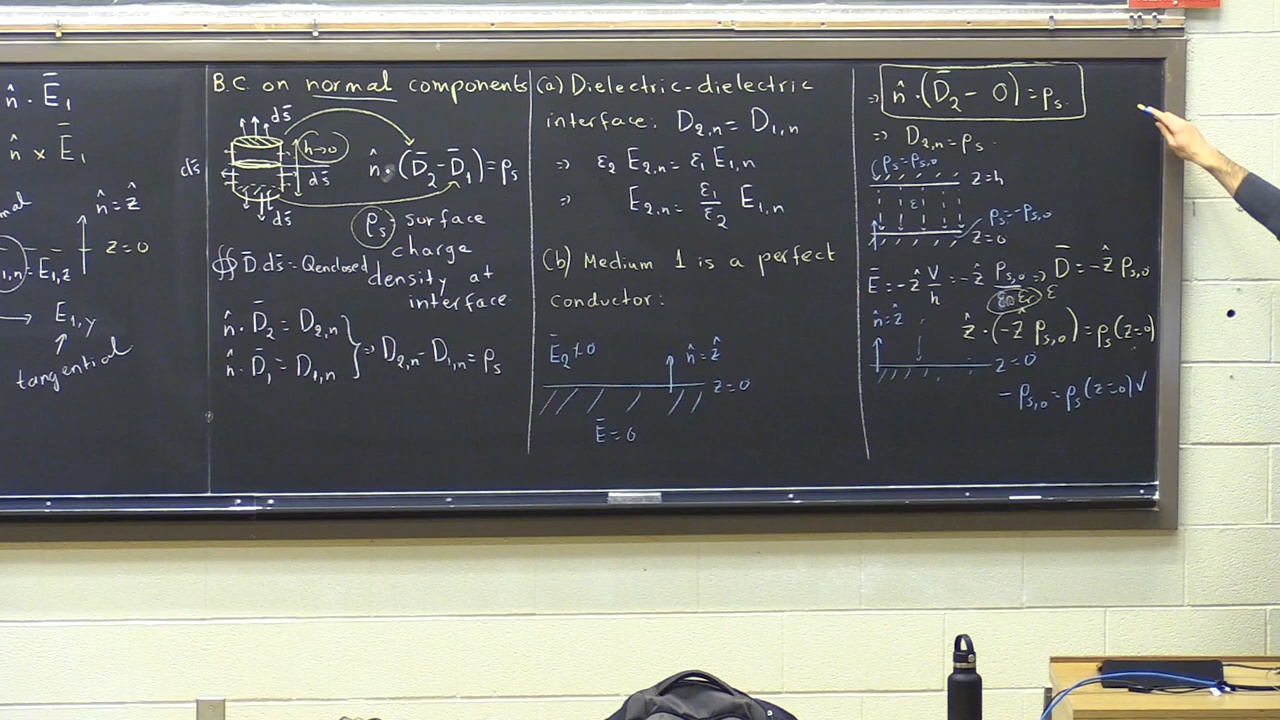 n̂ · Ē₁
n̂ x Ē₁
n̂ = ẑ
z=0
= E₁,z
E₁,y
tangential
B.C. on normal components
ds̄
h→0
ds̄
ds̄
ds̄
n̂ · (D̄₂ - D̄₁) = ρs
ρs: surface
charge
density at
interface.
∯ D̄·ds̄ = Qenclosed
n̂ · D̄₂ = D₂,n
n̂ · D̄₁ = D₁,n } ⇒ D₂,n - D₁,n = ρs
(a) Dielectric-dielectric
interface: D₂,n = D₁,n
⇒ ε₂ E₂,n = ε₁ E₁,n
⇒ E₂,n = ε₁/ε₂ E₁,n
(b) Medium 1 is a perfect
conductor:
Ē₂ ≠ 0
n̂ = ẑ
z=0
Ē = 0
⇒ n̂ · (D̄₂ - 0) = ρs.
⇒ D₂,n = ρs.
ρs = ρs,0
z=h
ε
ρs = -ρs,0
z=0
Ē = -ẑ V/h = -ẑ ρs,0/ε₀εr ε ⇒ D̄ = -ẑ ρs,0
n̂ = ẑ
ẑ · (-ẑ ρs,0) = ρs(z=0)
z=0
- ρs,0 = ρs(z=0) ✓